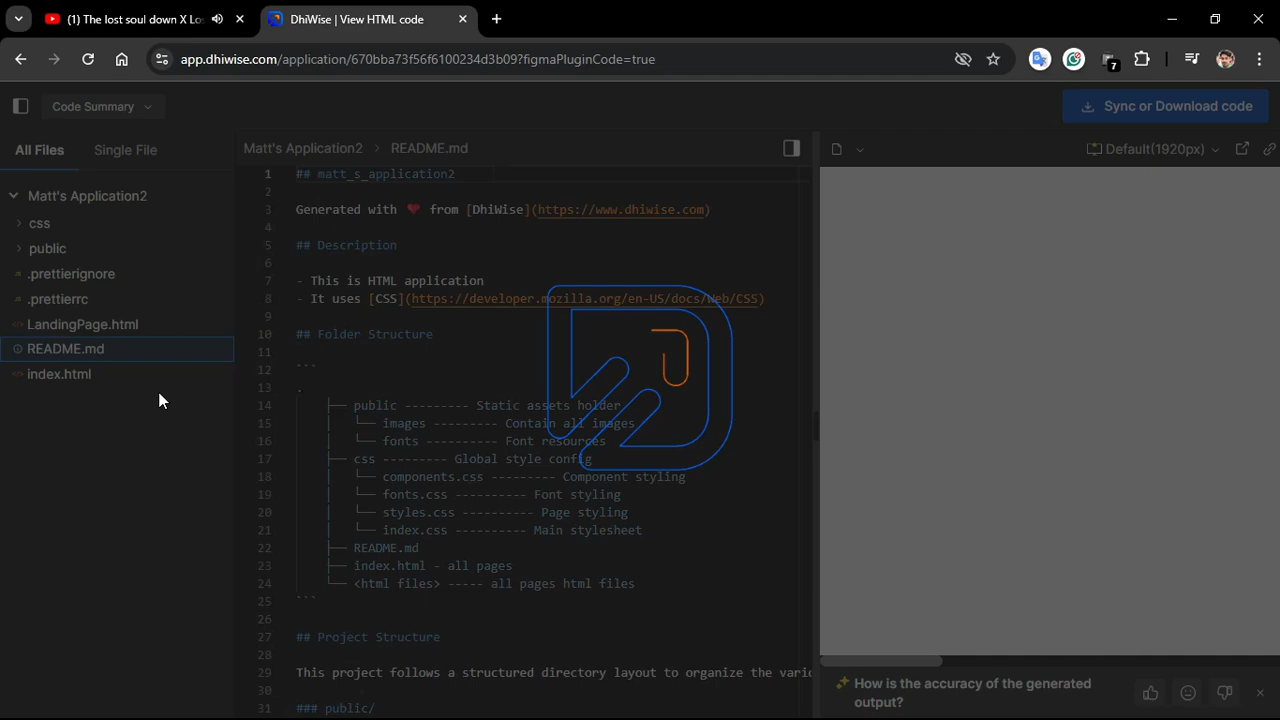 (1) The lost soul down X Los
DhiWise | View HTML code
app.dhiwise.com/application/670bba73f56f6100234d3b09?figmaPluginCode=true
7
Code Summary
Sync or Download code
All Files
Single File
Matt's Application2 > README.md
Default(1920px)
Matt's Application2
css
public
.prettierignore
.prettierrc
LandingPage.html
README.md
index.html
1 ## matt_s_application2
2
3 Generated with ❤️ from [DhiWise](https://www.dhiwise.com)
4
5 ## Description
6
7 - This is HTML application
8 - It uses [CSS](https://developer.mozilla.org/en-US/docs/Web/CSS)
9
10 ## Folder Structure
11
12 ```
13 .
14 ├── public --------- Static assets holder
15 │ └── images --------- Contain all images
16 │ └── fonts --------- Font resources
17 ├── css --------- Global style config
18 │ └── components.css --------- Component styling
19 │ └── fonts.css ---------- Font styling
20 │ └── styles.css ---------- Page styling
21 │ └── index.css ---------- Main stylesheet
22 ├── README.md
23 ├── index.html - all pages
24 └── <html files> ----- all pages html files
25 ```
26
27 ## Project Structure
28
29 This project follows a structured directory layout to organize the vario
30
31 ### public/
How is the accuracy of the generated
output?